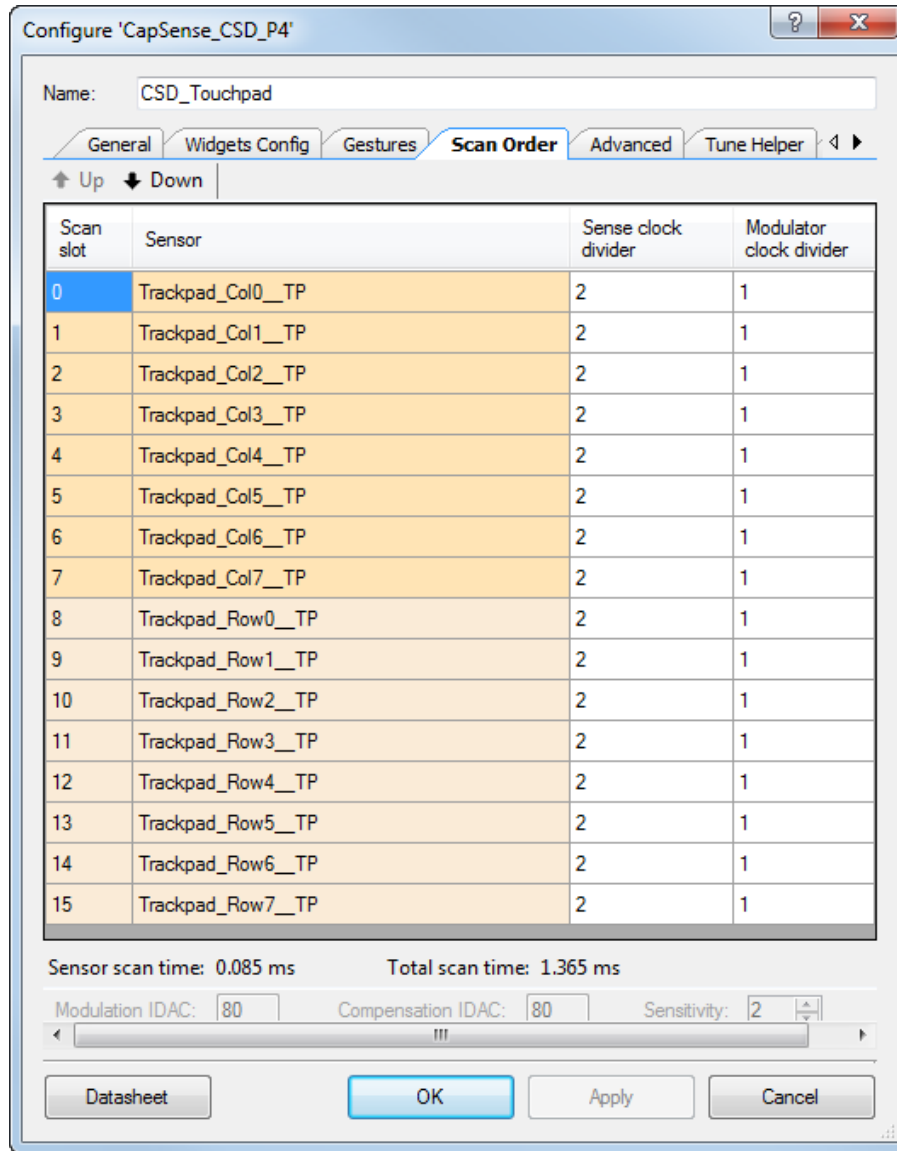 Configure 'CapSense_CSD_P4'
Name: CSD_Touchpad
General Widgets Config Gestures Scan Order Advanced Tune Helper
Up Down
Scan slot Sensor Sense clock divider Modulator clock divider
0 Trackpad_Col0__TP 2 1
1 Trackpad_Col1__TP 2 1
2 Trackpad_Col2__TP 2 1
3 Trackpad_Col3__TP 2 1
4 Trackpad_Col4__TP 2 1
5 Trackpad_Col5__TP 2 1
6 Trackpad_Col6__TP 2 1
7 Trackpad_Col7__TP 2 1
8 Trackpad_Row0__TP 2 1
9 Trackpad_Row1__TP 2 1
10 Trackpad_Row2__TP 2 1
11 Trackpad_Row3__TP 2 1
12 Trackpad_Row4__TP 2 1
13 Trackpad_Row5__TP 2 1
14 Trackpad_Row6__TP 2 1
15 Trackpad_Row7__TP 2 1
Sensor scan time: 0.085 ms Total scan time: 1.365 ms
Modulation IDAC: 80 Compensation IDAC: 80 Sensitivity: 2
Datasheet OK Apply Cancel